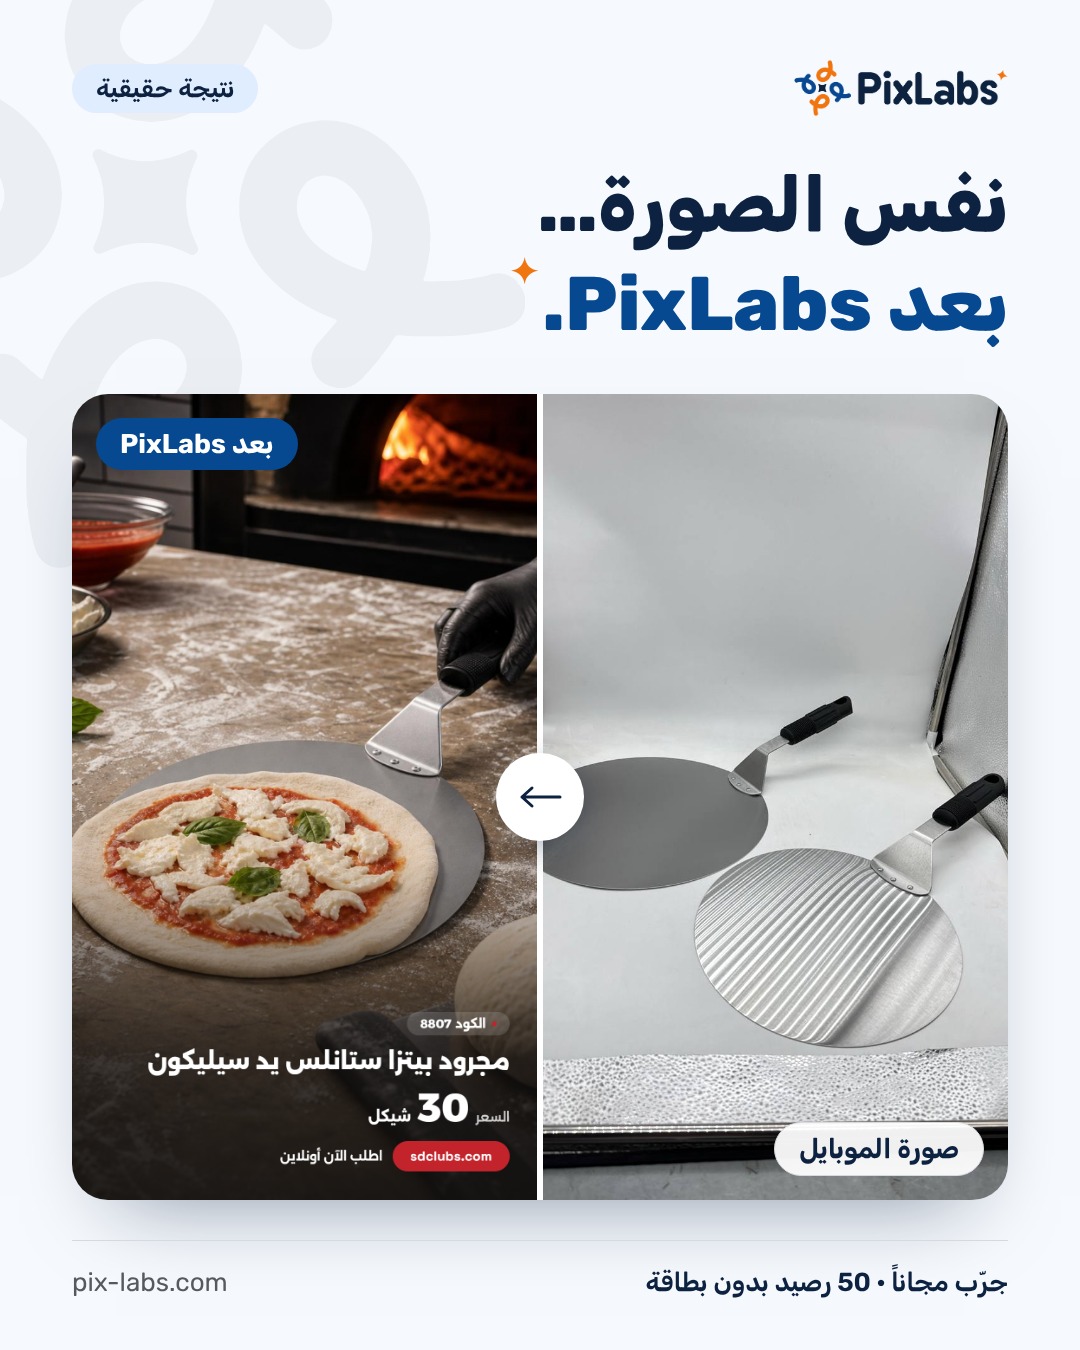 PixLabs
نتيجة حقيقية
نفس الصورة...
بعد PixLabs.
بعد PixLabs
الكود 8807
مجرود بيتزا ستانلس يد سيليكون
السعر 30 شيكل
sdclubs.com اطلب الآن أونلاين
صورة الموبايل
جرّب مجاناً • 50 رصيد بدون بطاقة
pix-labs.com